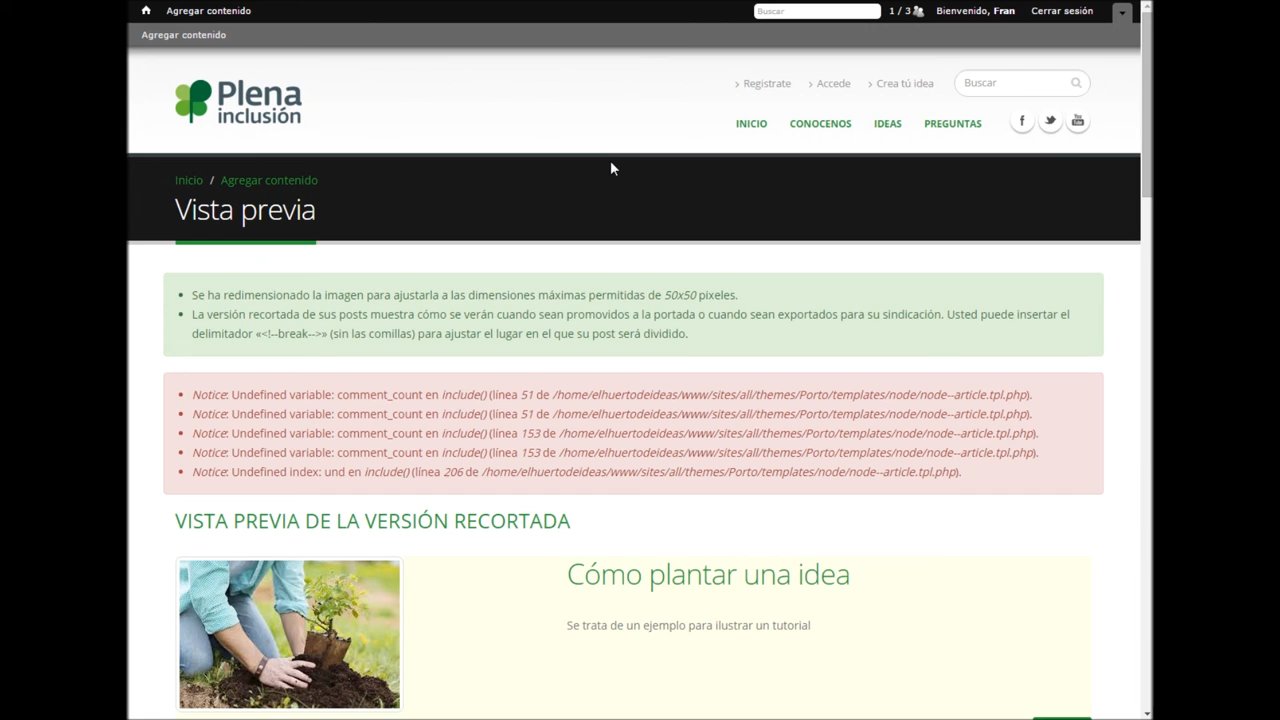 Agregar contenido
Buscar
1 / 3
Bienvenido, Fran
Cerrar sesión
Agregar contenido
Plena
inclusión
Registrate
Accede
Crea tú idea
Buscar
INICIO
CONOCENOS
IDEAS
PREGUNTAS
f
You
Tube
Inicio / Agregar contenido
Vista previa
Se ha redimensionado la imagen para ajustarla a las dimensiones máximas permitidas de 50x50 pixeles.
La versión recortada de sus posts muestra cómo se verán cuando sean promovidos a la portada o cuando sean exportados para su sindicación. Usted puede insertar el
delimitador «<!--break-->» (sin las comillas) para ajustar el lugar en el que su post será dividido.
Notice: Undefined variable: comment_count en include() (línea 51 de /home/elhuertodeideas/www/sites/all/themes/Porto/templates/node/node--article.tpl.php).
Notice: Undefined variable: comment_count en include() (línea 51 de /home/elhuertodeideas/www/sites/all/themes/Porto/templates/node/node--article.tpl.php).
Notice: Undefined variable: comment_count en include() (línea 153 de /home/elhuertodeideas/www/sites/all/themes/Porto/templates/node/node--article.tpl.php).
Notice: Undefined variable: comment_count en include() (línea 153 de /home/elhuertodeideas/www/sites/all/themes/Porto/templates/node/node--article.tpl.php).
Notice: Undefined index: und en include() (línea 206 de /home/elhuertodeideas/www/sites/all/themes/Porto/templates/node/node--article.tpl.php).
VISTA PREVIA DE LA VERSIÓN RECORTADA
Cómo plantar una idea
Se trata de un ejemplo para ilustrar un tutorial